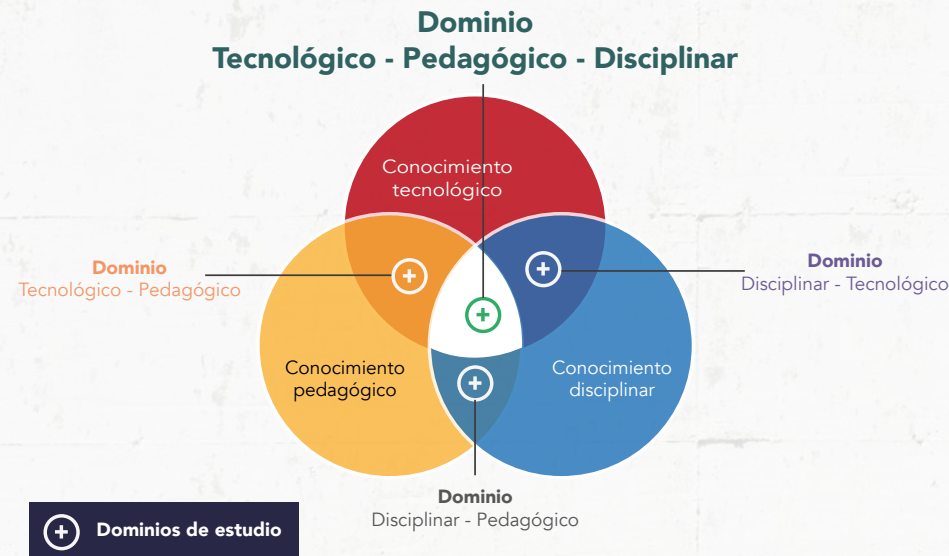 Dominio
Tecnológico - Pedagógico - Disciplinar
Conocimiento
tecnológico
Dominio
Tecnológico - Pedagógico
Dominio
Disciplinar - Tecnológico
Conocimiento
pedagógico
Conocimiento
disciplinar
Dominio
Disciplinar - Pedagógico
Dominios de estudio